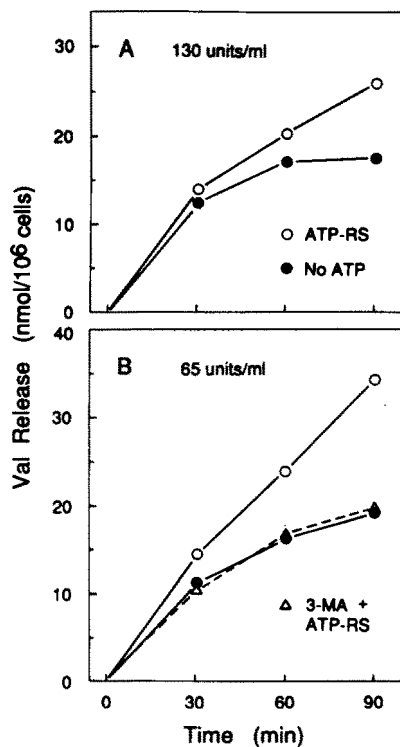 Val Release (nmol/10⁶ cells)
30
A
130 units/ml
20
ATP-RS
10
No ATP
0
40
B
65 units/ml
30
20
10
3-MA +
ATP-RS
0
0 30 60 90
Time (min)